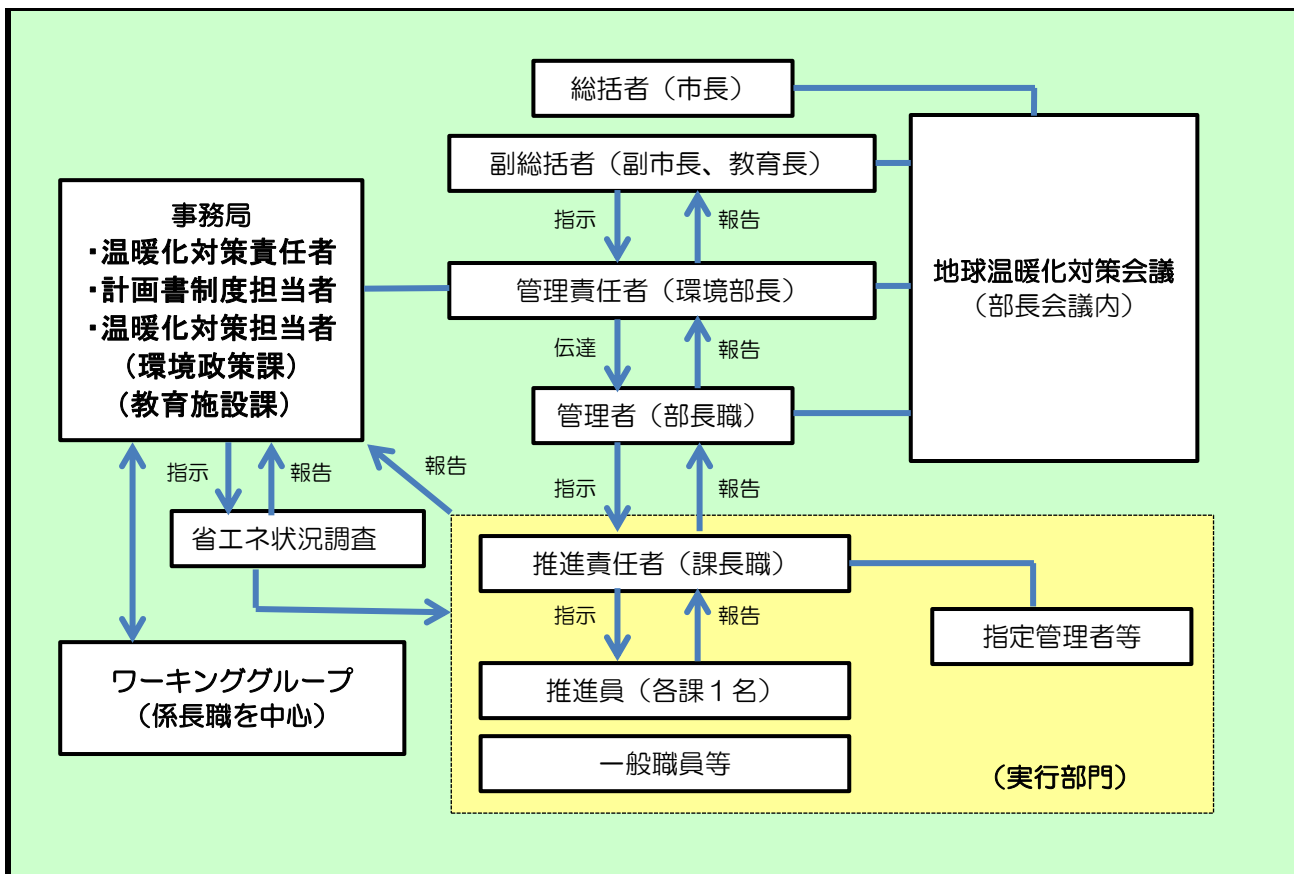 総括者（市長）
副総括者（副市長、教育長）
指示
報告
事務局
・温暖化対策責任者
・計画書制度担当者
・温暖化対策担当者
（環境政策課）
（教育施設課）
管理責任者（環境部長）
地球温暖化対策会議
（部長会議内）
伝達
報告
管理者（部長職）
指示
報告
報告
指示
報告
省エネ状況調査
推進責任者（課長職）
指示
報告
指定管理者等
ワーキンググループ
（係長職を中心）
推進員（各課１名）
一般職員等
（実行部門）